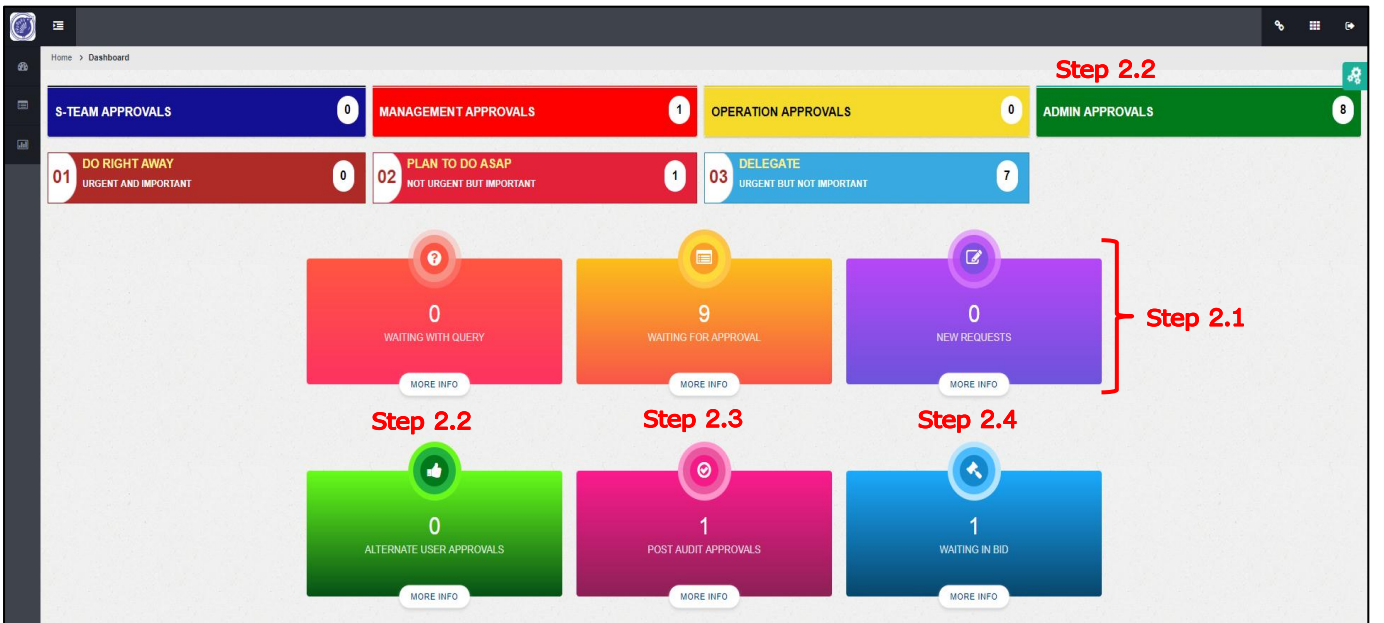 Home > Dashboard
Step 2.2
S-TEAM APPROVALS 0
MANAGEMENT APPROVALS 1
OPERATION APPROVALS 0
ADMIN APPROVALS 8
01 DO RIGHT AWAY 0
URGENT AND IMPORTANT
02 PLAN TO DO ASAP 1
NOT URGENT BUT IMPORTANT
03 DELEGATE 7
URGENT BUT NOT IMPORTANT
0
WAITING WITH QUERY
MORE INFO
9
WAITING FOR APPROVAL
MORE INFO
0
NEW REQUESTS
MORE INFO
Step 2.1
Step 2.2
Step 2.3
Step 2.4
0
ALTERNATE USER APPROVALS
MORE INFO
1
POST AUDIT APPROVALS
MORE INFO
1
WAITING IN BID
MORE INFO